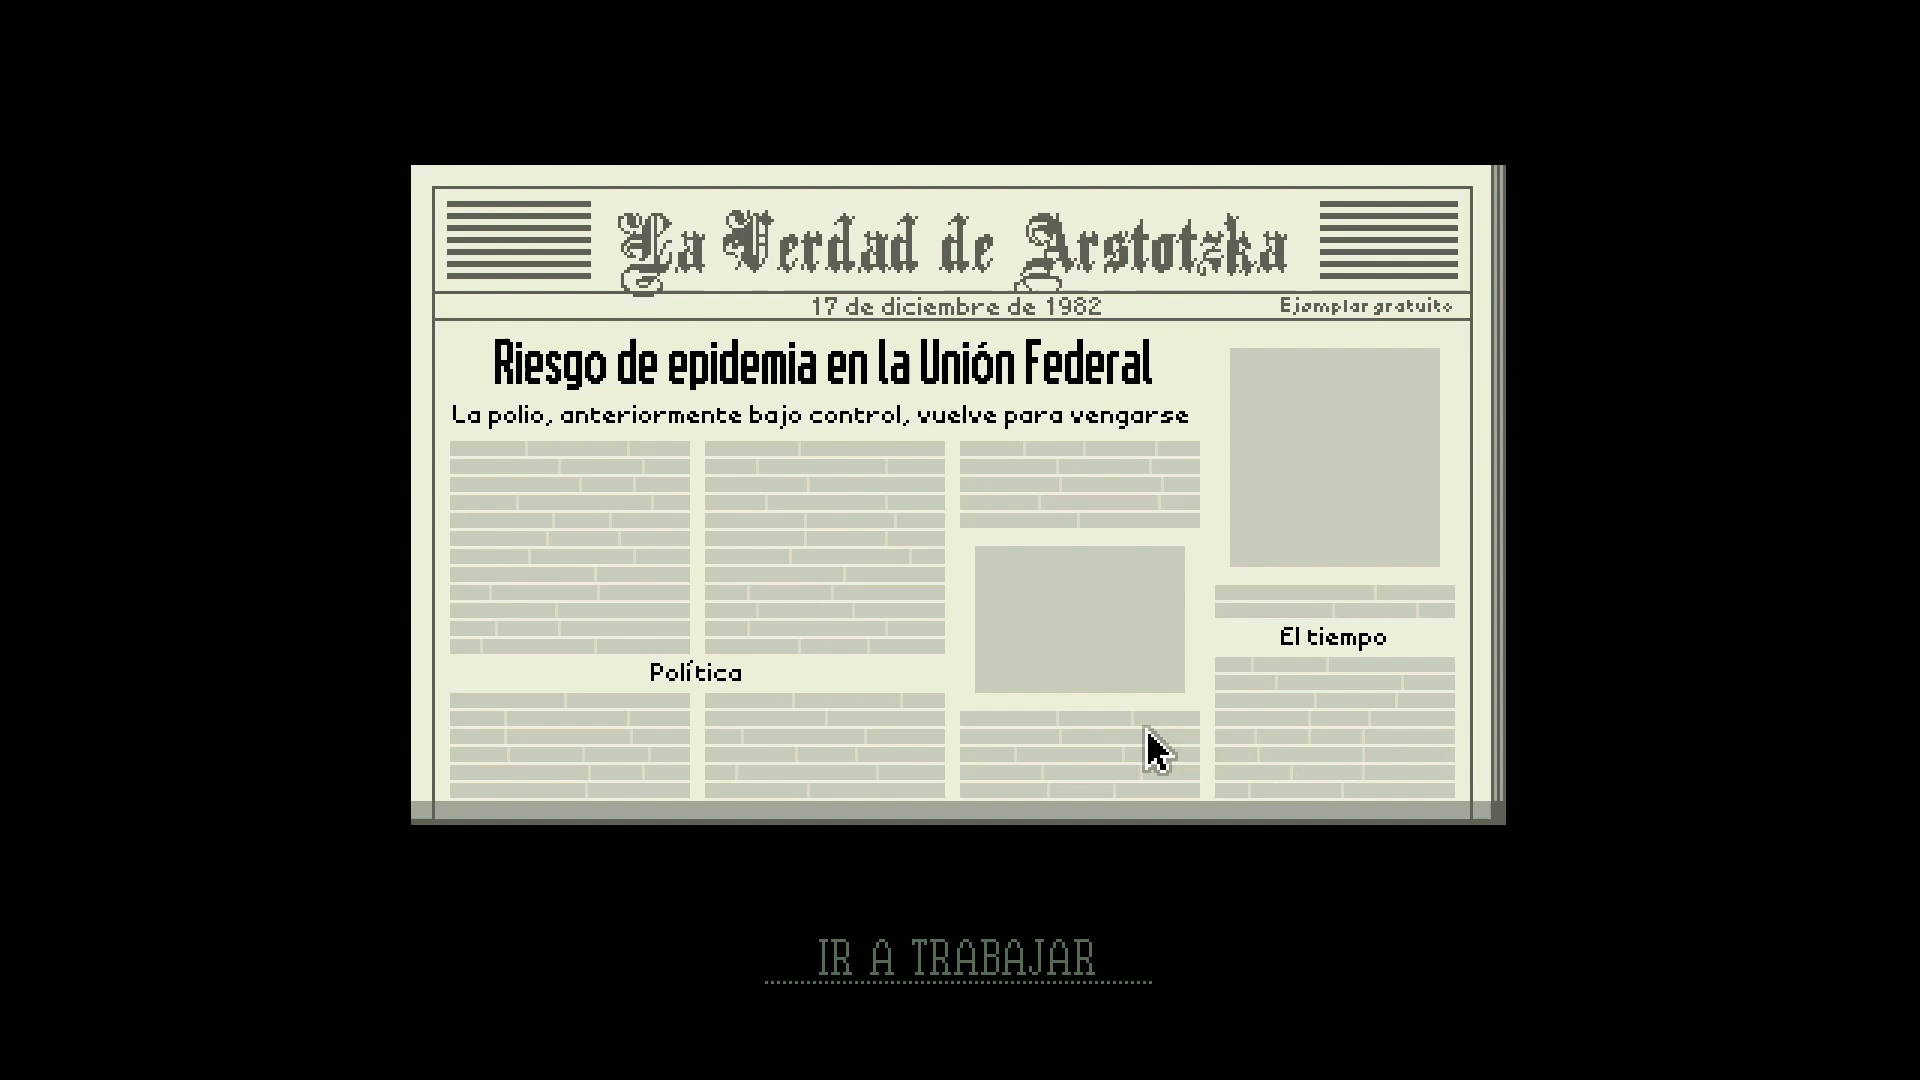 La Verdad de Arstotzka
17 de diciembre de 1982
Ejemplar gratuito
Riesgo de epidemia en la Unión Federal
La polio, anteriormente bajo control, vuelve para vengarse
Política
El tiempo
IR A TRABAJAR